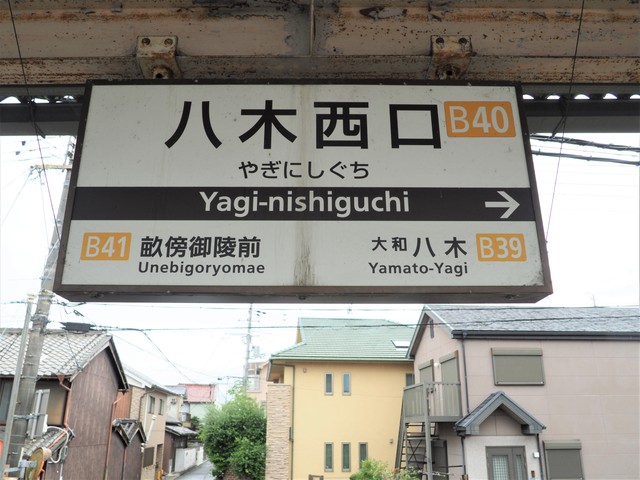 八木西口 B40
やぎにしぐち
Yagi-nishiguchi →
B41 畝傍御陵前 大和八木 B39
Unebigoryomae Yamato-Yagi